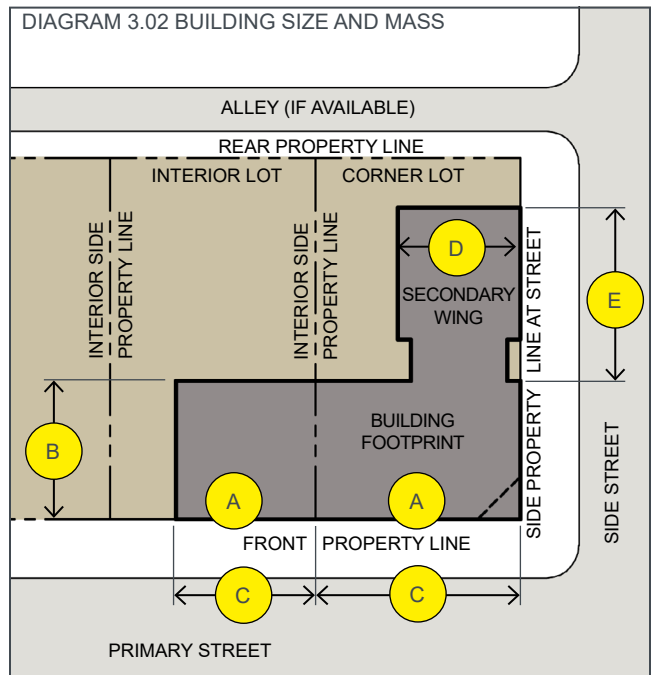 DIAGRAM 3.02 BUILDING SIZE AND MASS
ALLEY (IF AVAILABLE)
REAR PROPERTY LINE
INTERIOR LOT
CORNER LOT
INTERIOR SIDE
PROPERTY LINE
INTERIOR SIDE
PROPERTY LINE
D
SECONDARY
WING
E
SIDE PROPERTY LINE AT STREET
SIDE STREET
B
BUILDING
FOOTPRINT
A
A
FRONT PROPERTY LINE
C
C
PRIMARY STREET